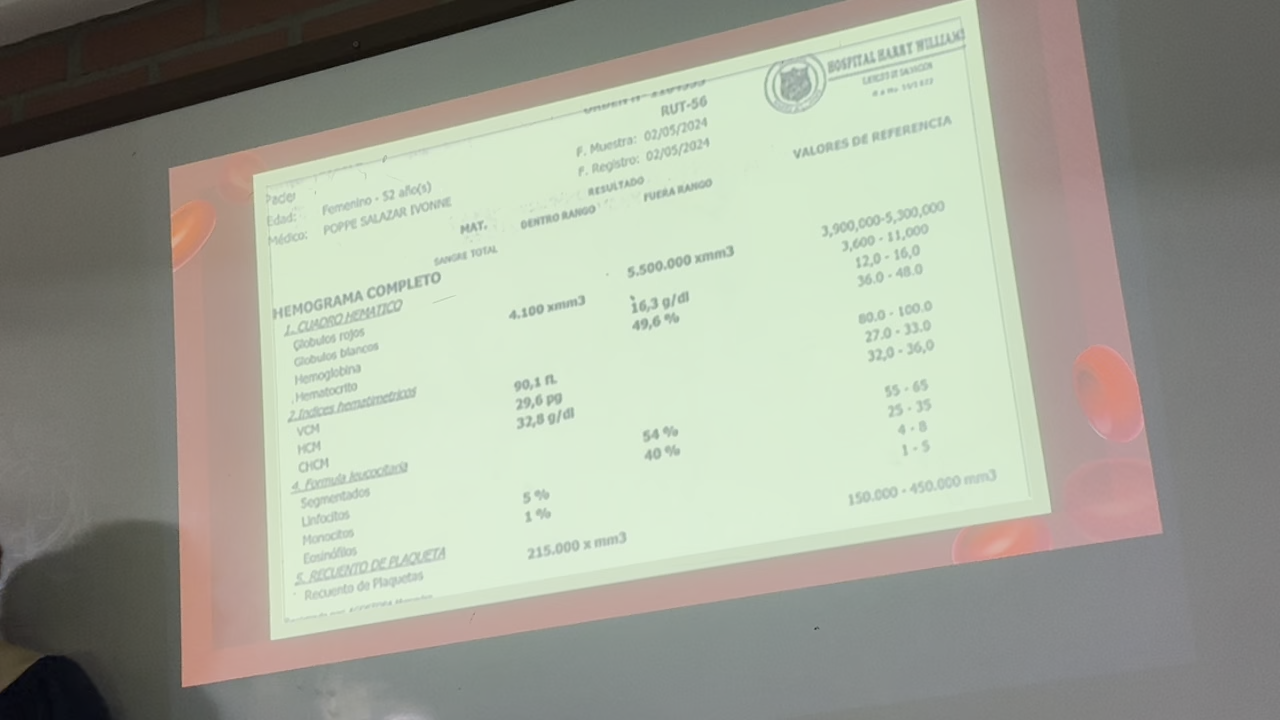 HOSPITAL HARRY WILLIAMS
RUT-56
F. Muestra: 02/05/2024
F. Registro: 02/05/2024
Edad: Femenino - 52 año(s)
Médico: POPPE SALAZAR IVONNE
RESULTADO
MAT. DENTRO RANGO FUERA RANGO VALORES DE REFERENCIA
SANGRE TOTAL
HEMOGRAMA COMPLETO
1. CUADRO HEMATICO
Globulos rojos 5.500.000 xmm3 3,900,000-5,300,000
Globulos blancos 4.100 xmm3 3,600 - 11,000
Hemoglobina 16,3 g/dl 12,0 - 16,0
Hematocrito 49,6 % 36.0 - 48.0
2.Indices hematimetricos
VCM 90,1 fl. 80.0 - 100.0
HCM 29,6 pg 27.0 - 33.0
CHCM 32,8 g/dl 32,0 - 36,0
4. Formula leucocitaria
Segmentados 54 % 55 - 65
Linfocitos 40 % 25 - 35
Monocitos 5 % 4 - 8
Eosinófilos 1 % 1 - 5
5. RECUENTO DE PLAQUETA
Recuento de Plaquetas 215.000 x mm3 150.000 - 450.000 mm3